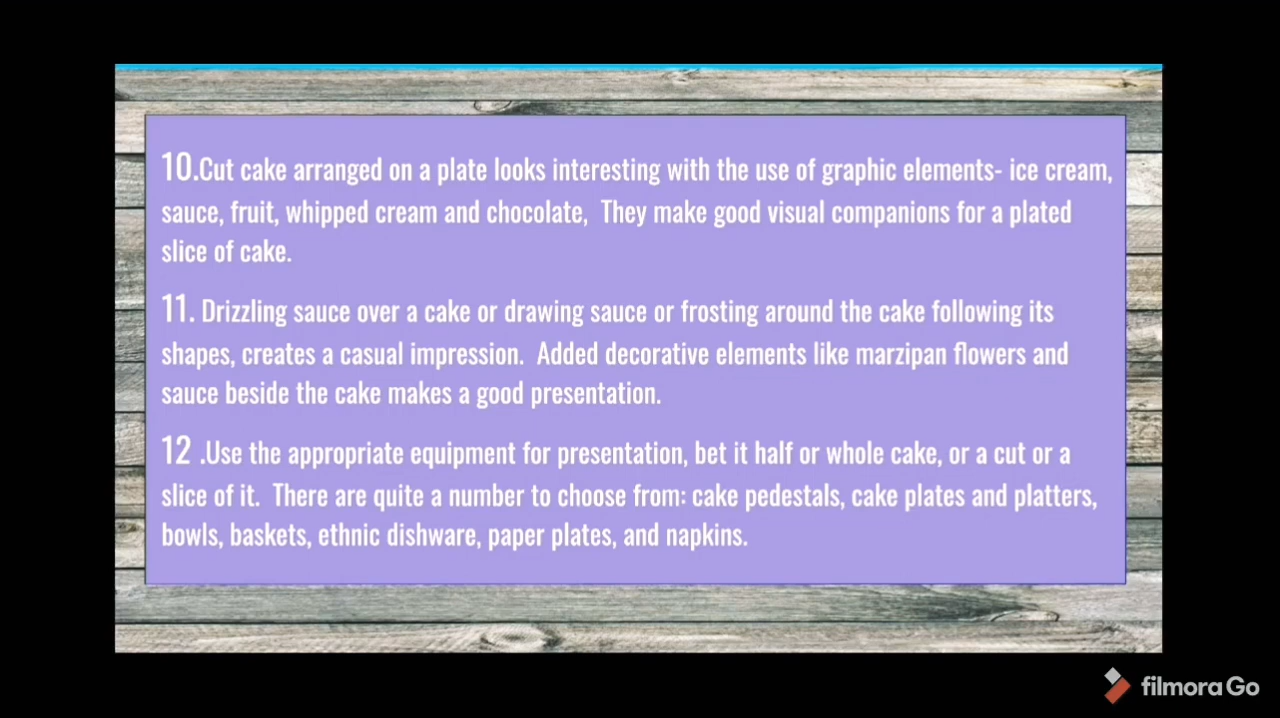 10.Cut cake arranged on a plate looks interesting with the use of graphic elements- ice cream,
sauce, fruit, whipped cream and chocolate,  They make good visual companions for a plated
slice of cake.
11. Drizzling sauce over a cake or drawing sauce or frosting around the cake following its
shapes, creates a casual impression.  Added decorative elements like marzipan flowers and
sauce beside the cake makes a good presentation.
12 .Use the appropriate equipment for presentation, bet it half or whole cake, or a cut or a
slice of it.  There are quite a number to choose from: cake pedestals, cake plates and platters,
bowls, baskets, ethnic dishware, paper plates, and napkins.
filmoraGo